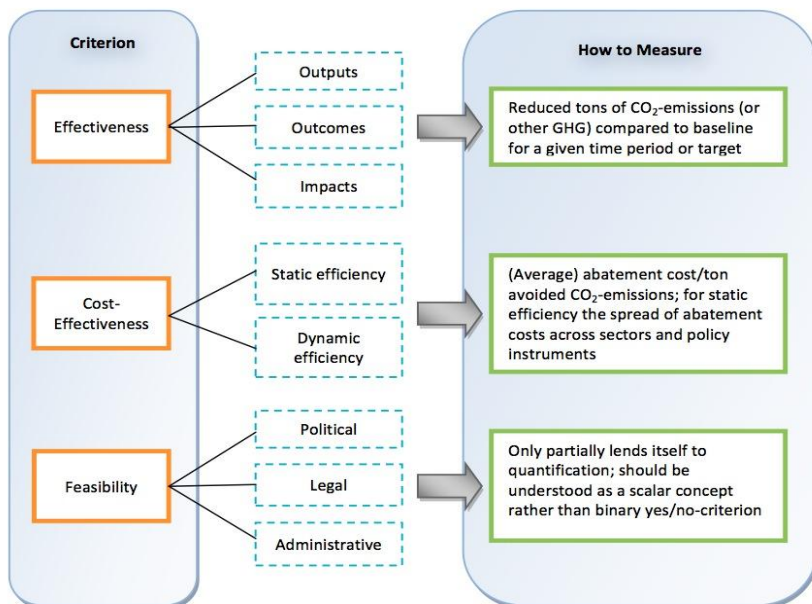 Criterion
How to Measure
Effectiveness
Outputs
Outcomes
Impacts
Reduced tons of CO₂-emissions (or
other GHG) compared to baseline
for a given time period or target
Cost-
Effectiveness
Static efficiency
Dynamic
efficiency
(Average) abatement cost/ton
avoided CO₂-emissions; for static
efficiency the spread of abatement
costs across sectors and policy
instruments
Feasibility
Political
Legal
Administrative
Only partially lends itself to
quantification; should be
understood as a scalar concept
rather than binary yes/no-criterion